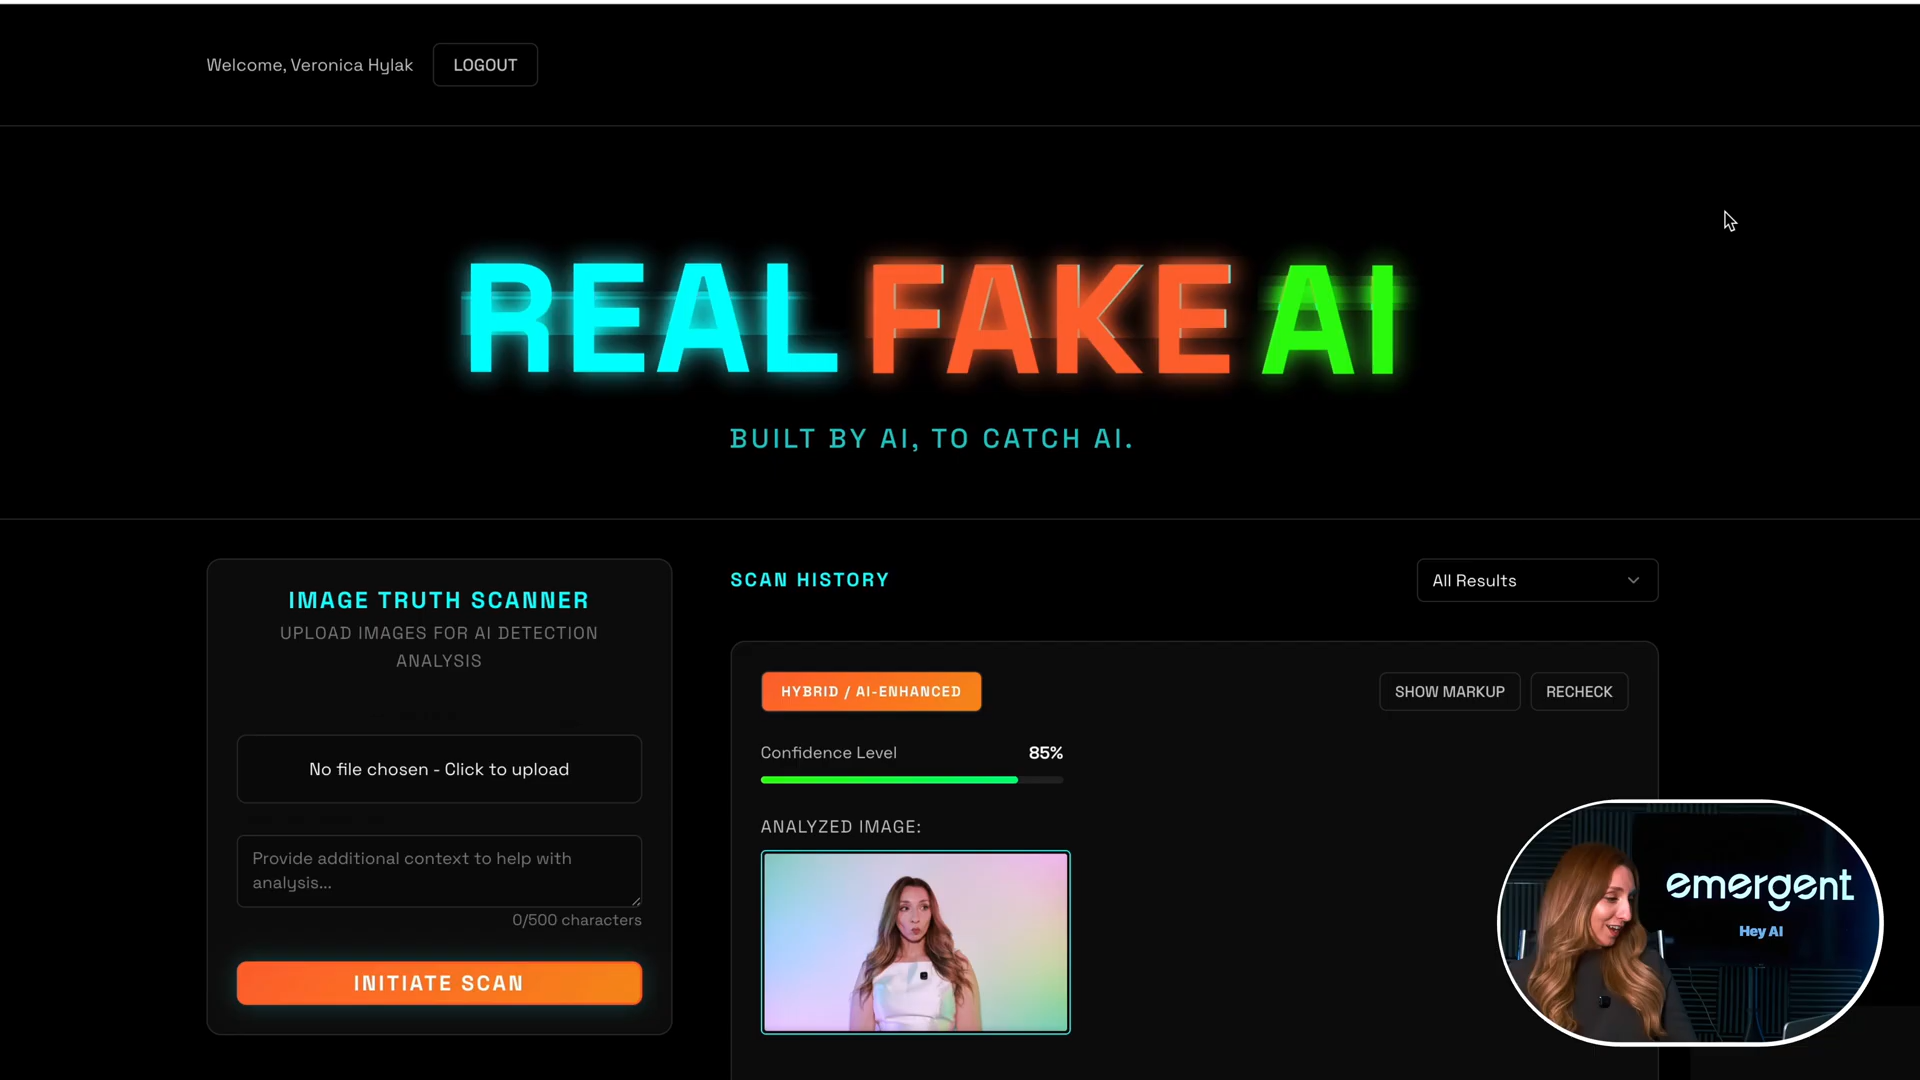 Welcome, Veronica Hylak
LOGOUT
REAL FAKE AI
BUILT BY AI, TO CATCH AI.
IMAGE TRUTH SCANNER
UPLOAD IMAGES FOR AI DETECTION
ANALYSIS
No file chosen - Click to upload
Provide additional context to help with
analysis...
0/500 characters
INITIATE SCAN
SCAN HISTORY
All Results
HYBRID / AI-ENHANCED
SHOW MARKUP
RECHECK
Confidence Level
85%
ANALYZED IMAGE:
emergent
Hey AI